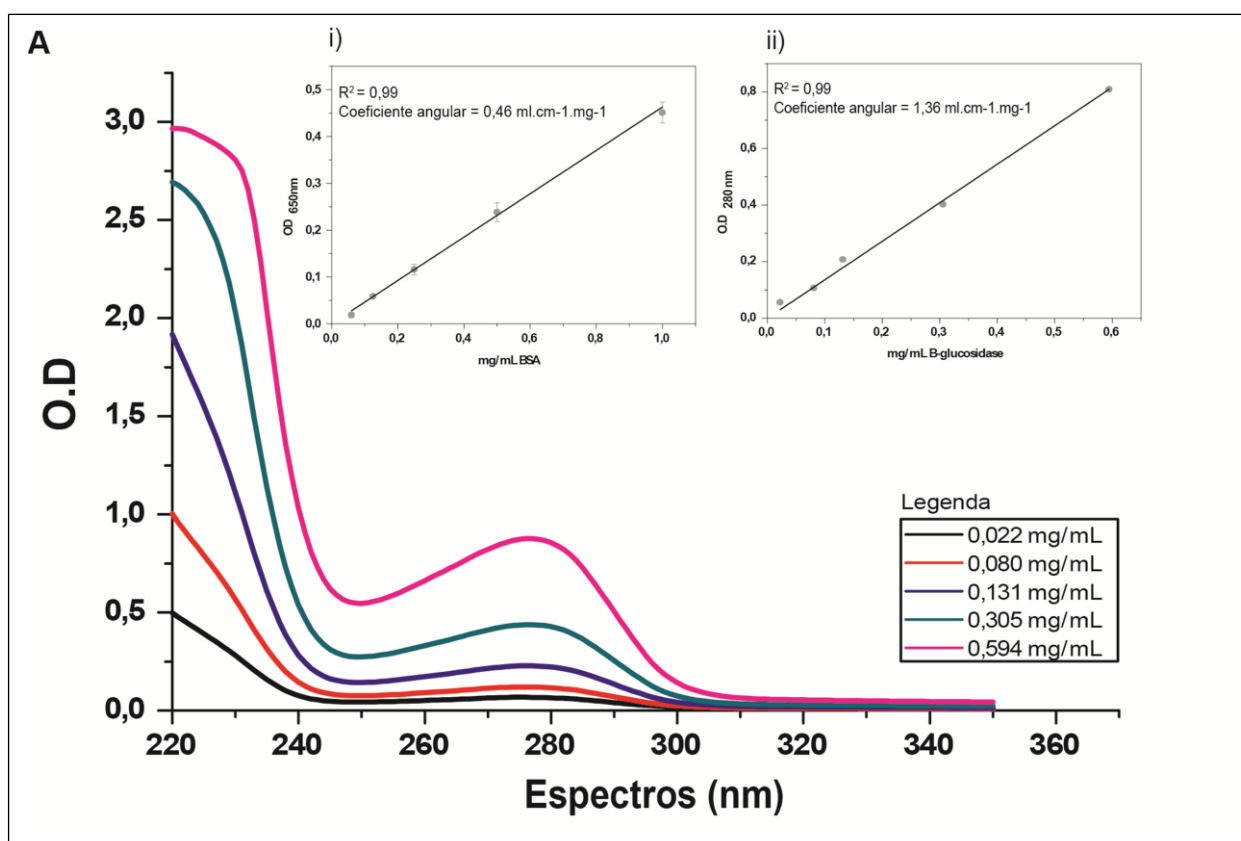 A
i)
R² = 0,99
Coeficiente angular = 0,46 ml.cm-1.mg-1
OD 650nm
0,5
0,4
0,3
0,2
0,1
0,0
0,0 0,2 0,4 0,6 0,8 1,0
mg/mL BSA
ii)
R² = 0,99
Coeficiente angular = 1,36 ml.cm-1.mg-1
O.D 280nm
0,8
0,6
0,4
0,2
0,0
0,0 0,1 0,2 0,3 0,4 0,5 0,6
mg/mL B-glucosidase
O.D
3,0
2,5
2,0
1,5
1,0
0,5
0,0
220 240 260 280 300 320 340 360
Espectros (nm)
Legenda
0,022 mg/mL
0,080 mg/mL
0,131 mg/mL
0,305 mg/mL
0,594 mg/mL